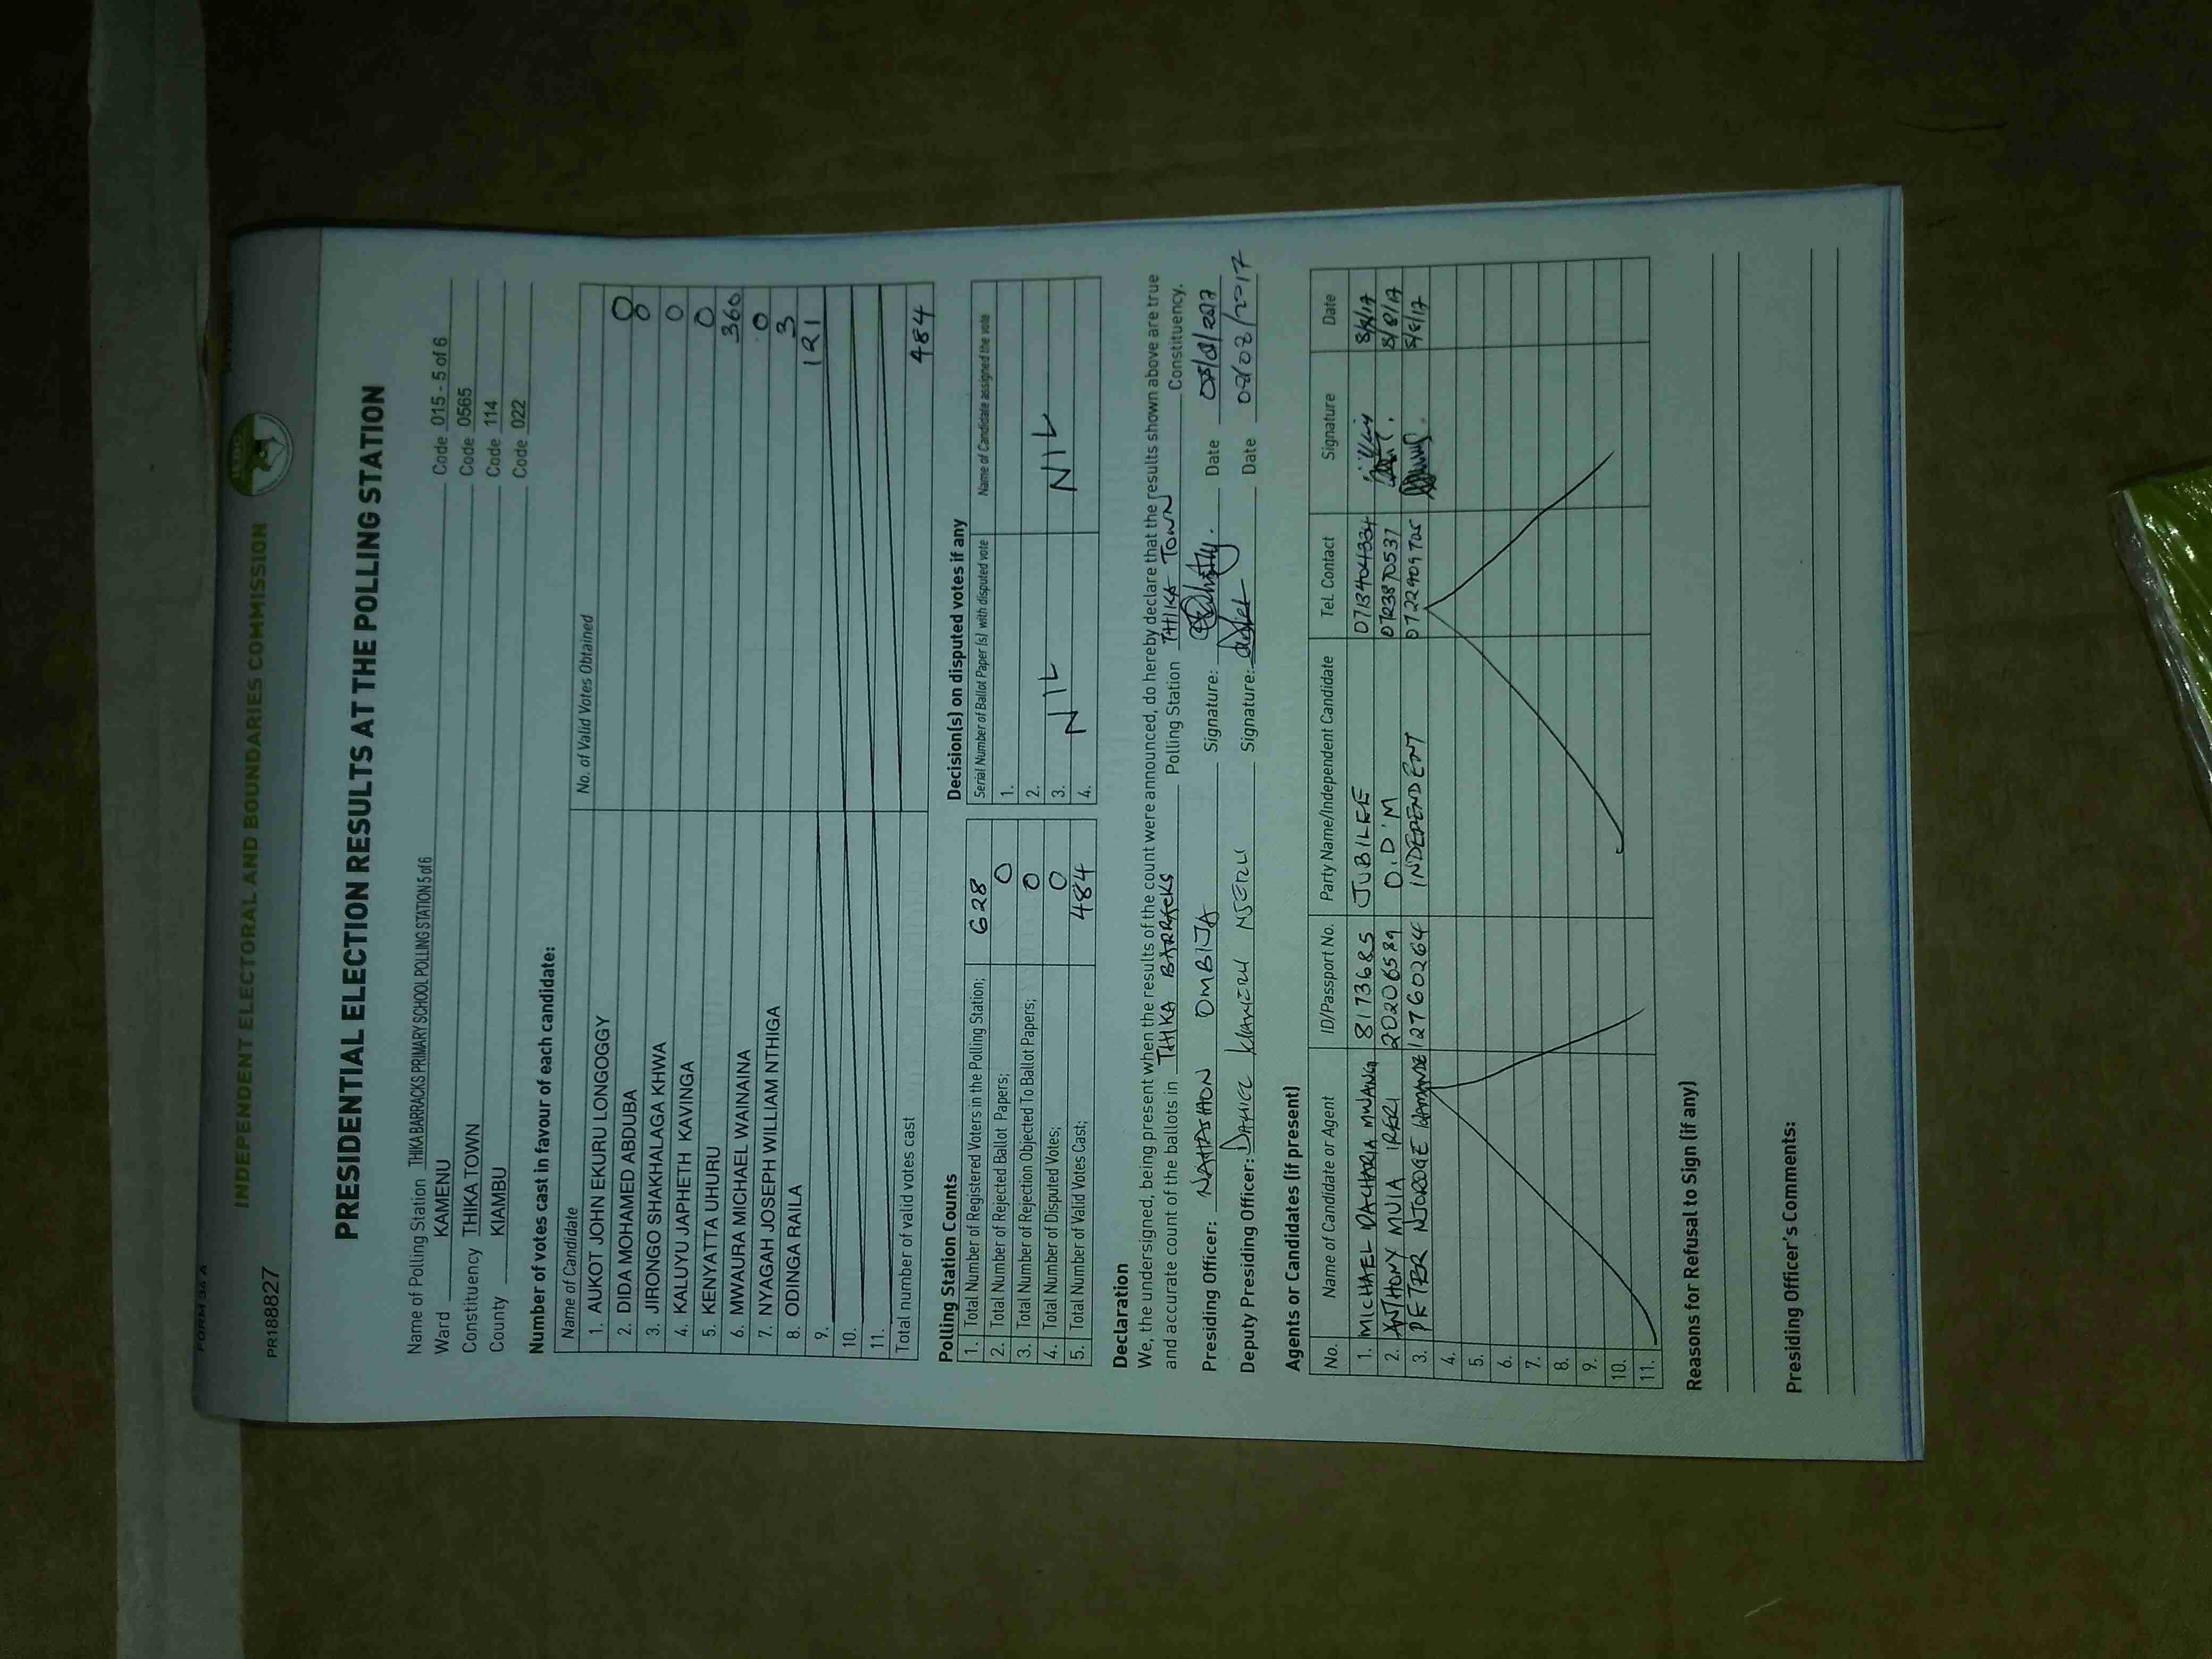 FORM 34 A
INDEPENDENT ELECTORAL AND BOUNDARIES COMMISSION
PR188827
PRESIDENTIAL ELECTION RESULTS AT THE POLLING STATION
Name of Polling Station THIKA BARRACKS PRIMARY SCHOOL POLLING STATION 5 of 6 Code 015 - 5 of 6
Ward KAMENU Code 0565
Constituency THIKA TOWN Code 114
County KIAMBU Code 022
Number of votes cast in favour of each candidate:
Name of Candidate No. of Valid Votes Obtained
1. AUKOT JOHN EKURU LONGOGGY 0
2. DIDA MOHAMED ABDUBA 0
3. JIRONGO SHAKHALAGA KHWA 0
4. KALUYU JAPHETH KAVINGA 0
5. KENYATTA UHURU 360
6. MWAURA MICHAEL WAINAINA 0
7. NYAGAH JOSEPH WILLIAM NTHIGA 3
8. ODINGA RAILA 121
9.
10.
11.
Total number of valid votes cast 484
Polling Station Counts
1. Total Number of Registered Voters in the Polling Station; 628
2. Total Number of Rejected Ballot Papers; 0
3. Total Number of Rejection Objected To Ballot Papers; 0
4. Total Number of Disputed Votes; 0
5. Total Number of Valid Votes Cast; 484
Decision(s) on disputed votes if any
Serial Number of Ballot Paper (s) with disputed vote Name of Candidate assigned the vote
1.
2.
3. NIL NIL
4.
Declaration
We, the undersigned, being present when the results of the count were announced, do hereby declare that the results shown above are true
and accurate count of the ballots in THIKA BARRACKS Polling Station THIKA TOWN Constituency.
Presiding Officer: NAHASHON OMBIJA Signature: Date 08/08/2017
Deputy Presiding Officer: DANIEL Signature: Date 08/08/2017
Agents or Candidates (if present)
No. Name of Candidate or Agent ID/Passport No. Party Name/Independent Candidate Tel. Contact Signature Date
1. MICHAEL DACHARIA MWANGI 8173685 JUBILEE 0713404334 8/8/17
2. ANTHONY MUIA IRERI 20206589 O.D'M 0723870537 8/8/17
3. PETER NJOROGE 12760264 INDEPENDENT 0722909705 8/8/17
4.
5.
6.
7.
8.
9.
10.
11.
Reasons for Refusal to Sign (if any)
Presiding Officer's Comments: